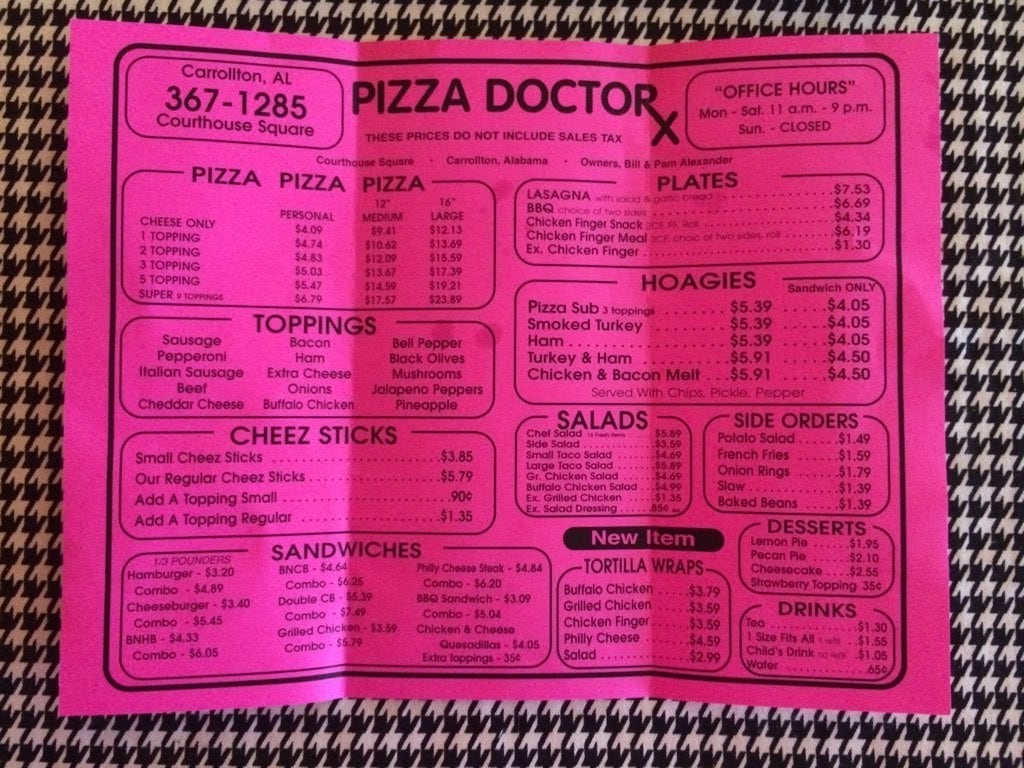 Carrollton, AL
367-1285
Courthouse Square
PIZZA DOCTOR Rx
THESE PRICES DO NOT INCLUDE SALES TAX
"OFFICE HOURS"
Mon - Sat. 11 a.m. - 9 p.m.
Sun. - CLOSED
Courthouse Square · Carrollton, Alabama · Owners, Bill & Pam Alexander
PIZZA PIZZA PIZZA
12" 16"
PERSONAL MEDIUM LARGE
CHEESE ONLY $4.09 $9.41 $12.13
1 TOPPING $4.74 $10.62 $13.69
2 TOPPING $4.83 $12.09 $15.59
3 TOPPING $5.03 $13.67 $17.39
5 TOPPING $5.47 $14.59 $19.21
SUPER 9 TOPPINGS $6.79 $17.57 $23.89
TOPPINGS
Sausage Bacon Bell Pepper
Pepperoni Ham Black Olives
Italian Sausage Extra Cheese Mushrooms
Beef Onions Jalapeno Peppers
Cheddar Cheese Buffalo Chicken Pineapple
CHEEZ STICKS
Small Cheez Sticks $3.85
Our Regular Cheez Sticks $5.79
Add A Topping Small .90¢
Add A Topping Regular $1.35
SANDWICHES
1/3 POUNDERS
Hamburger - $3.20
Combo - $4.89
Cheeseburger - $3.40
Combo - $5.45
BNHB - $4.33
Combo - $6.05
BNCB - $4.64
Combo - $6.25
Double CB - $5.39
Combo - $7.49
Grilled Chicken - $3.59
Combo - $5.79
Philly Cheese Steak - $4.84
Combo - $6.20
BBQ Sandwich - $3.09
Combo - $5.04
Chicken & Cheese
Quesadillas - $4.05
Extra toppings - 35¢
PLATES
LASAGNA with salad & garlic bread $7.53
BBQ choice of two sides $6.69
Chicken Finger Snack 2CF, FF, Roll $4.34
Chicken Finger Meal 3CF, choic of two sides, roll $6.19
Ex. Chicken Finger $1.30
HOAGIES
Sandwich ONLY
Pizza Sub 3 toppings $5.39 $4.05
Smoked Turkey $5.39 $4.05
Ham $5.39 $4.05
Turkey & Ham $5.91 $4.50
Chicken & Bacon Melt $5.91 $4.50
Served With Chips, Pickle, Pepper
SALADS
Chef Salad $5.89
Side Salad $3.59
Small Taco Salad $4.69
Large Taco Salad $5.89
Gr. Chicken Salad $4.69
Buffalo Chicken Salad $4.99
Ex. Grilled Chicken $1.35
Ex. Salad Dressing .85¢
SIDE ORDERS
Potato Salad $1.49
French Fries $1.59
Onion Rings $1.79
Slaw $1.39
Baked Beans $1.39
New Item
TORTILLA WRAPS
Buffalo Chicken $3.79
Grilled Chicken $3.59
Chicken Finger $3.59
Philly Cheese $4.59
Salad $2.99
DESSERTS
Lemon Pie $1.95
Pecan Pie $2.10
Cheesecake $2.55
Strawberry Topping 35¢
DRINKS
Tea $1.30
1 Size Fits All 1 refill $1.55
Child's Drink no refill $1.05
Water .65¢